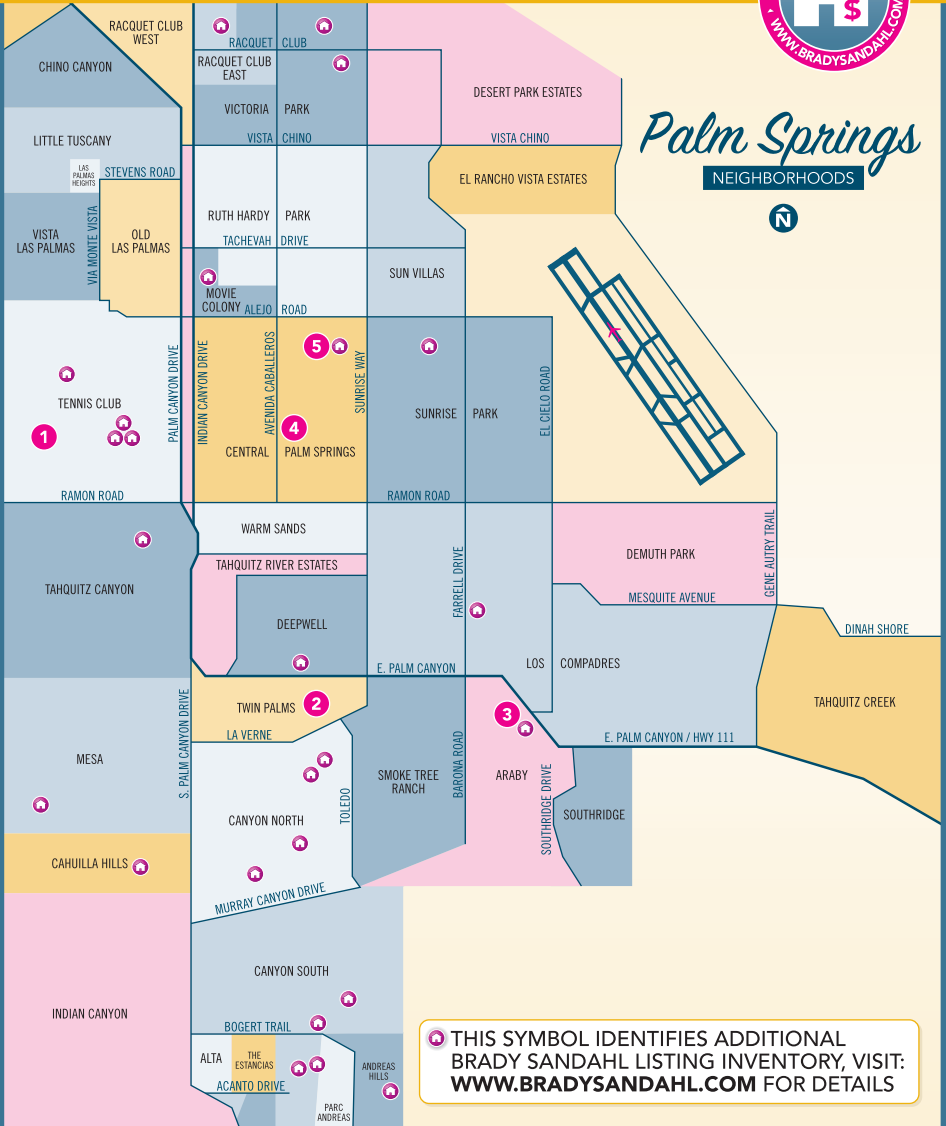 RACQUET CLUB
WEST
$
WWW.BRADYSANDAHL.COM
RACQUET CLUB
RACQUET CLUB
EAST
CHINO CANYON
DESERT PARK ESTATES
VICTORIA PARK
VISTA CHINO
VISTA CHINO
Palm Springs
NEIGHBORHOODS
N
LITTLE TUSCANY
LAS
PALMAS
HEIGHTS
STEVENS ROAD
EL RANCHO VISTA ESTATES
RUTH HARDY PARK
TACHEVAH DRIVE
VISTA
LAS PALMAS
VIA MONTE VISTA
OLD
LAS PALMAS
SUN VILLAS
MOVIE
COLONY
ALEJO ROAD
PALM CANYON DRIVE
INDIAN CANYON DRIVE
AVENIDA CABALLEROS
5
SUNRISE WAY
EL CIELO ROAD
TENNIS CLUB
1
4
SUNRISE PARK
CENTRAL PALM SPRINGS
RAMON ROAD
RAMON ROAD
WARM SANDS
TAHQUITZ RIVER ESTATES
FARRELL DRIVE
DEMUTH PARK
GENE AUTRY TRAIL
TAHQUITZ CANYON
MESQUITE AVENUE
DEEPWELL
DINAH SHORE
E. PALM CANYON
LOS COMPADRES
S. PALM CANYON DRIVE
TWIN PALMS
2
3
TAHQUITZ CREEK
LA VERNE
E. PALM CANYON / HWY 111
MESA
TOLEDO
SMOKE TREE
RANCH
BARONA ROAD
ARABY
SOUTHRIDGE DRIVE
SOUTHRIDGE
CANYON NORTH
CAHUILLA HILLS
MURRAY CANYON DRIVE
CANYON SOUTH
INDIAN CANYON
BOGERT TRAIL
ALTA
THE
ESTANCIAS
ACANTO DRIVE
ANDREAS
HILLS
PARC
ANDREAS
THIS SYMBOL IDENTIFIES ADDITIONAL
BRADY SANDAHL LISTING INVENTORY, VISIT:
WWW.BRADYSANDAHL.COM FOR DETAILS